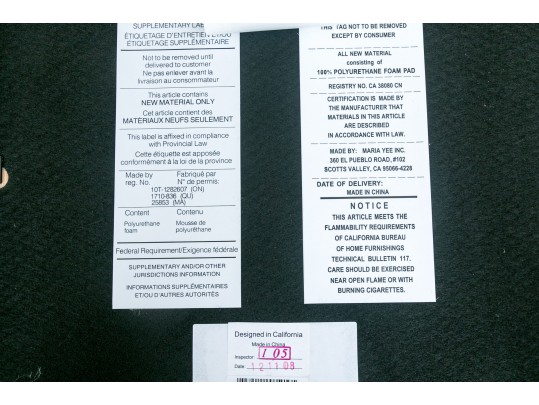 SUPPLEMENTARY LAE
ÉTIQUETAGE D'ENTRETIEN ET/OU
ÉTIQUETAGE SUPPLÉMENTAIRE
Not to be removed until
delivered to customer
Ne pas enlever avant la
livraison au consommateur
This article contains
NEW MATERIAL ONLY
Cet article contient des
MATÉRIAUX NEUFS SEULEMENT
This label is affixed in compliance
with Provincial Law
Cette étiquette est apposée
conformément à la loi de la province
Made by Fabriqué par
reg. No. N° de permis:
10T-1282607 (ON)
1710-836 (QU)
25853 (MA)
Content Contenu
Polyurethane Mousse de
foam polyuréthane
Federal Requirement/Exigence fédérale
SUPPLEMENTARY AND/OR OTHER
JURISDICTIONS INFORMATION
INFORMATIONS SUPPLÉMENTAIRES
ET/OU D'AUTRES AUTORITÉS
THIS TAG NOT TO BE REMOVED
EXCEPT BY CONSUMER
ALL NEW MATERIAL
consisting of
100% POLYURETHANE FOAM PAD
REGISTRY NO. CA 38080 CN
CERTIFICATION IS MADE BY
THE MANUFACTURER THAT
MATERIALS IN THIS ARTICLE
ARE DESCRIBED
IN ACCORDANCE WITH LAW.
MADE BY: MARIA YEE INC.
360 EL PUEBLO ROAD, #102
SCOTTS VALLEY, CA 95066-4228
DATE OF DELIVERY:
MADE IN CHINA
NOTICE
THIS ARTICLE MEETS THE
FLAMMABILITY REQUIREMENTS
OF CALIFORNIA BUREAU
OF HOME FURNISHINGS
TECHNICAL BULLETIN 117.
CARE SHOULD BE EXERCISED
NEAR OPEN FLAME OR WITH
BURNING CIGARETTES.
Designed in California
Made in China
Inspector 105
Date 121108